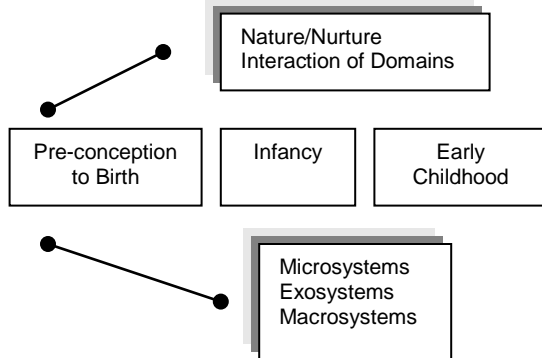 Nature/Nurture
Interaction of Domains
Pre-conception
to Birth
Infancy
Early
Childhood
Microsystems
Exosystems
Macrosystems